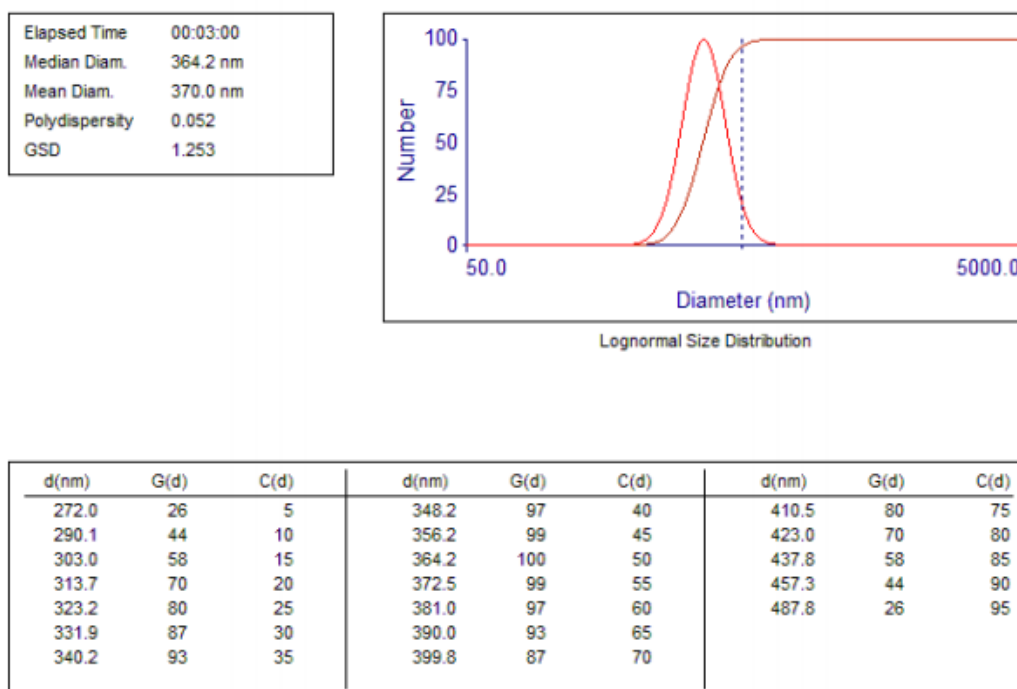 Elapsed Time 00:03:00
Median Diam. 364.2 nm
Mean Diam. 370.0 nm
Polydispersity 0.052
GSD 1.253
100
75
50
25
0
Number
50.0 5000.0
Diameter (nm)
Lognormal Size Distribution
d(nm) G(d) C(d) d(nm) G(d) C(d) d(nm) G(d) C(d)
272.0 26 5 348.2 97 40 410.5 80 75
290.1 44 10 356.2 99 45 423.0 70 80
303.0 58 15 364.2 100 50 437.8 58 85
313.7 70 20 372.5 99 55 457.3 44 90
323.2 80 25 381.0 97 60 487.8 26 95
331.9 87 30 390.0 93 65
340.2 93 35 399.8 87 70